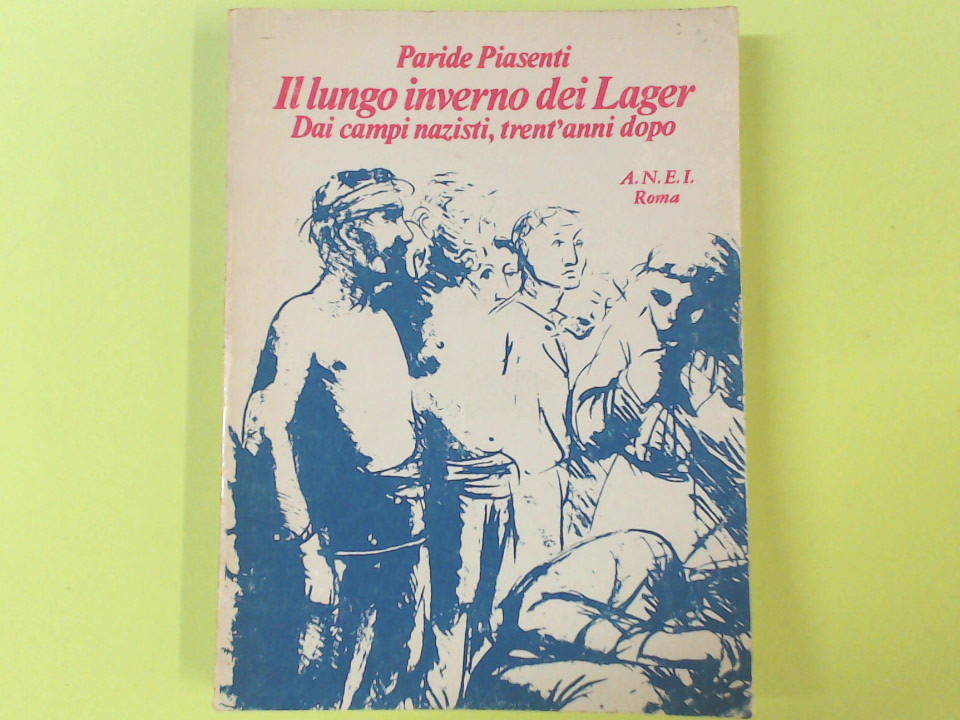 Paride Piasenti
Il lungo inverno dei Lager
Dai campi nazisti, trent'anni dopo
A.N.E.I.
Roma